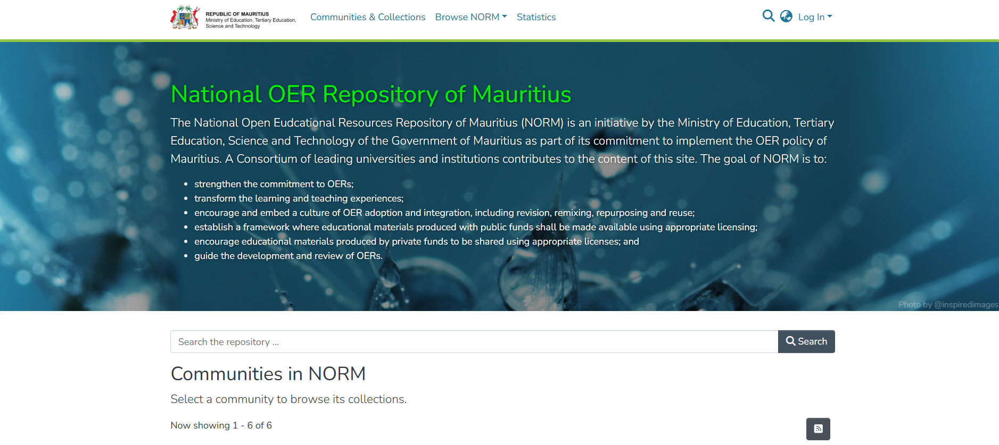 REPUBLIC OF MAURITIUS
Ministry of Education, Tertiary Education,
Science and Technology
Communities & Collections
Browse NORM
Statistics
Log In
National OER Repository of Mauritius
The National Open Eudcational Resources Repository of Mauritius (NORM) is an initiative by the Ministry of Education, Tertiary
Education, Science and Technology of the Government of Mauritius as part of its commitment to implement the OER policy of
Mauritius. A Consortium of leading universities and institutions contributes to the content of this site. The goal of NORM is to:
• strengthen the commitment to OERs;
• transform the learning and teaching experiences;
• encourage and embed a culture of OER adoption and integration, including revision, remixing, repurposing and reuse;
• establish a framework where educational materials produced with public funds shall be made available using appropriate licensing;
• encourage educational materials produced by private funds to be shared using appropriate licenses; and
• guide the development and review of OERs.
Photo by @inspiredimages
Search the repository ...
Search
Communities in NORM
Select a community to browse its collections.
Now showing 1 - 6 of 6